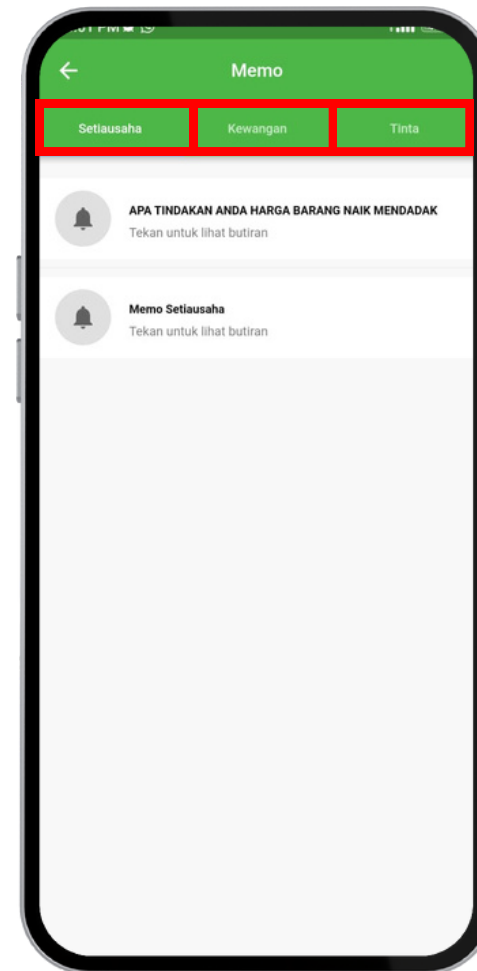 Memo
Setiausaha Kewangan Tinta
APA TINDAKAN ANDA HARGA BARANG NAIK MENDADAK
Tekan untuk lihat butiran
Memo Setiausaha
Tekan untuk lihat butiran